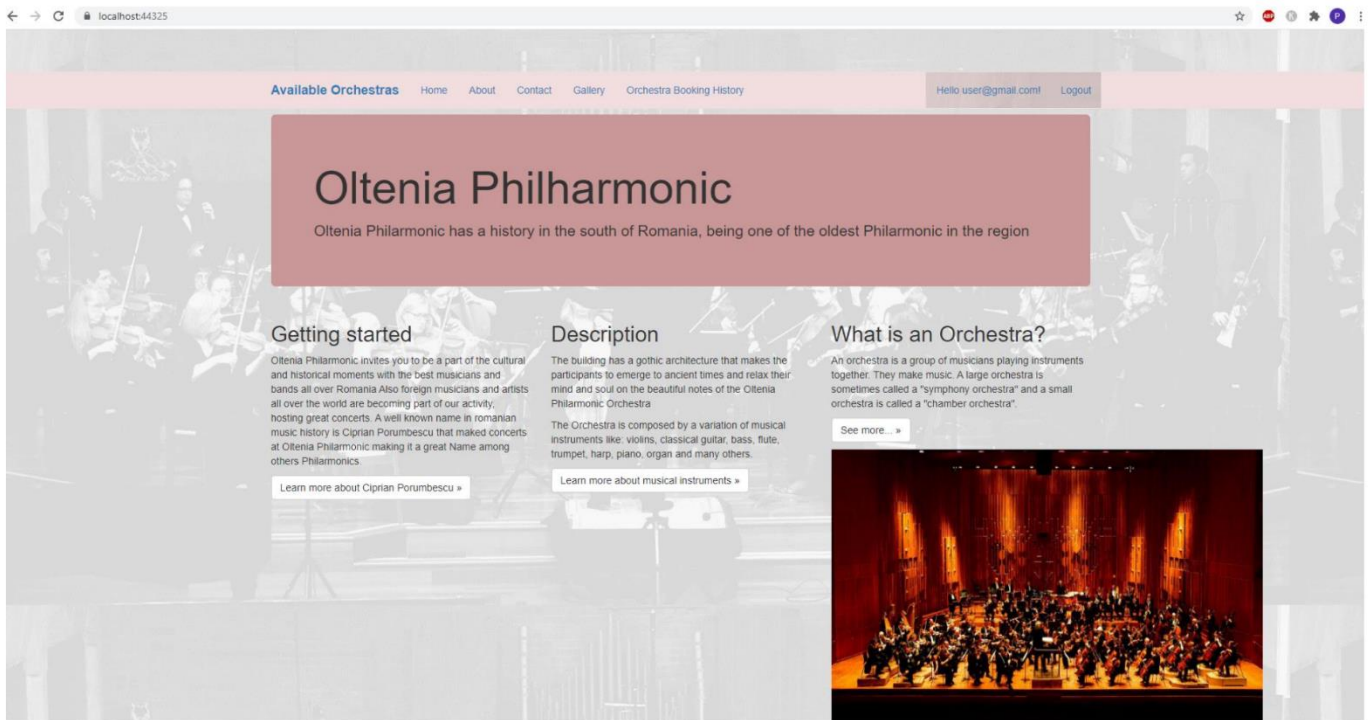 localhost:44325
ABP
P
Available Orchestras Home About Contact Gallery Orchestra Booking History Hello user@gmail.com! Logout
Oltenia Philharmonic
Oltenia Philarmonic has a history in the south of Romania, being one of the oldest Philarmonic in the region
Getting started
Oltenia Philarmonic invites you to be a part of the cultural
and historical moments with the best musicians and
bands all over Romania Also foreign musicians and artists
all over the world are becoming part of our activity,
hosting great concerts. A well known name in romanian
music history is Ciprian Porumbescu that maked concerts
at Oltenia Philarmonic making it a great Name among
others Philarmonics.
Learn more about Ciprian Porumbescu »
Description
The building has a gothic architecture that makes the
participants to emerge to ancient times and relax their
mind and soul on the beautiful notes of the Oltenia
Philarmonic Orchestra
The Orchestra is composed by a variation of musical
instruments like: violins, classical guitar, bass, flute,
trumpet, harp, piano, organ and many others.
Learn more about musical instruments »
What is an Orchestra?
An orchestra is a group of musicians playing instruments
together. They make music. A large orchestra is
sometimes called a "symphony orchestra" and a small
orchestra is called a "chamber orchestra".
See more... »